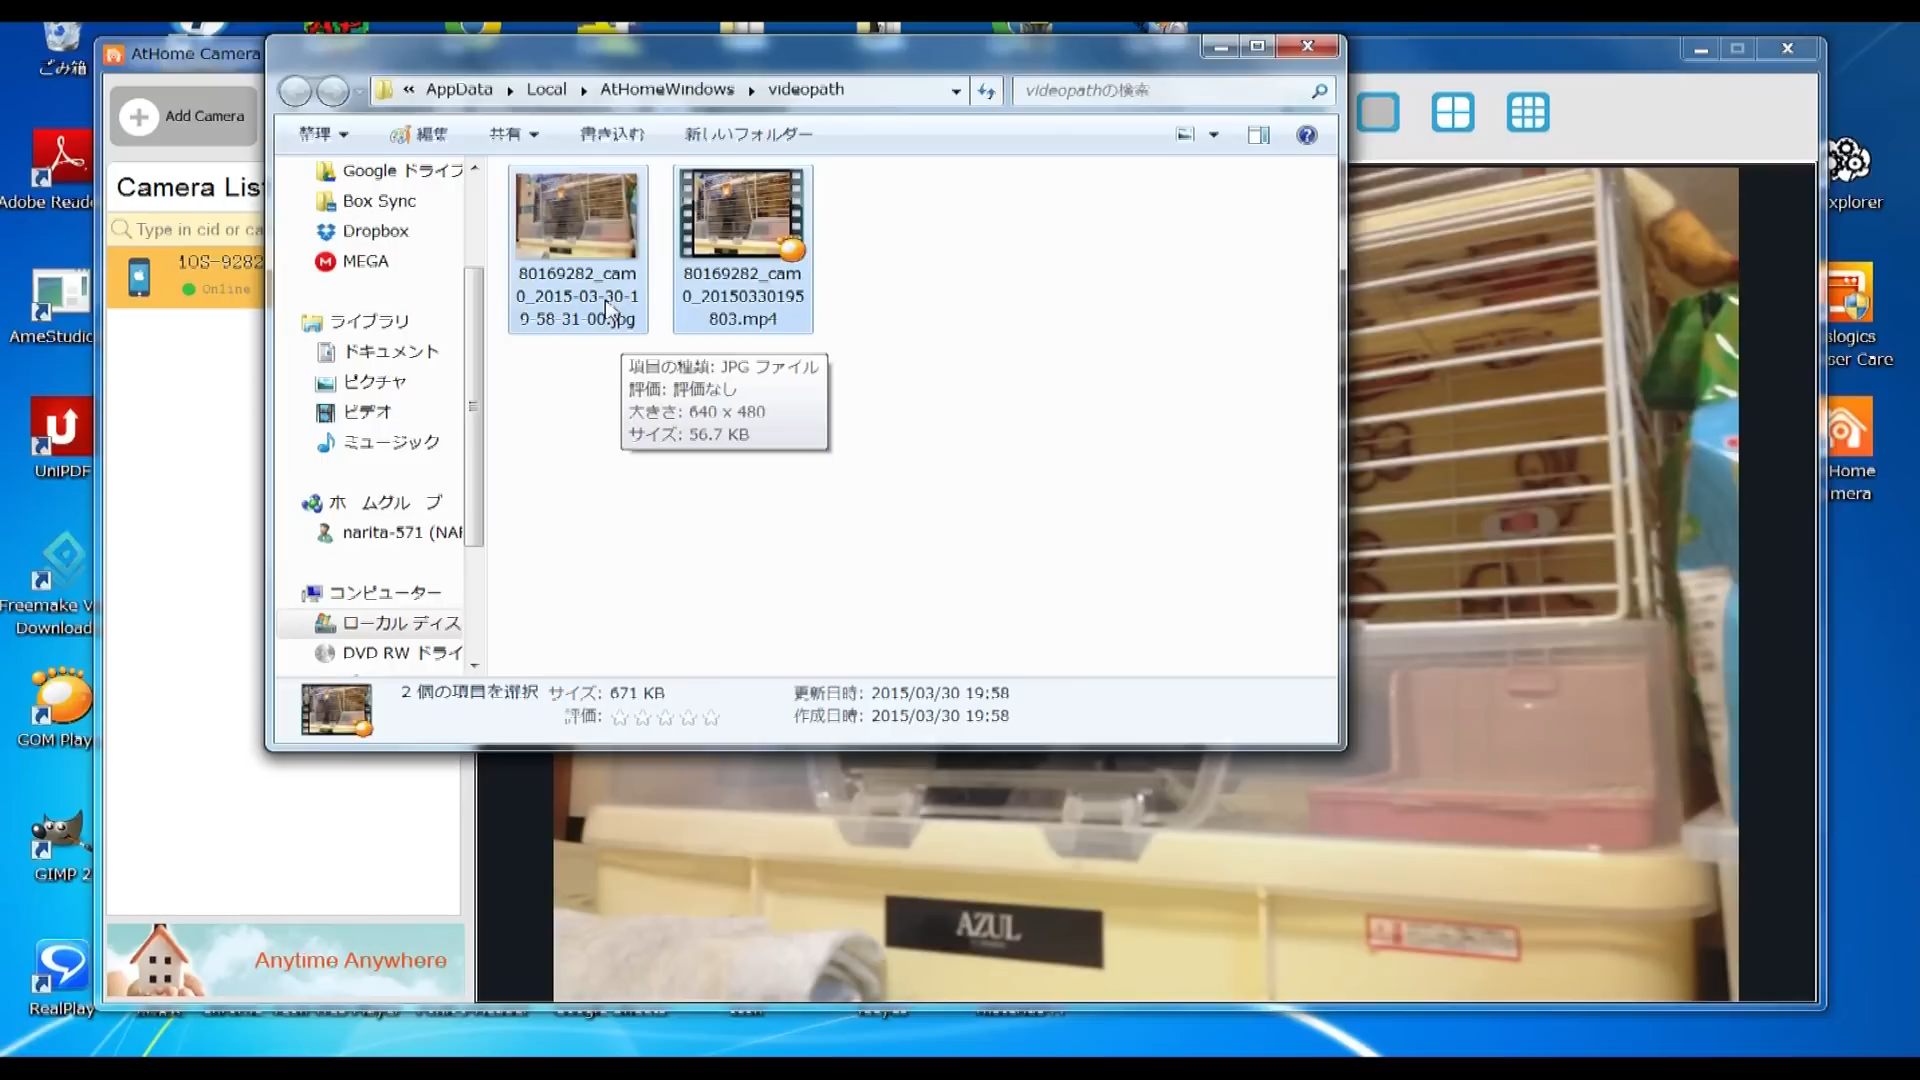 ごみ箱
AtHome Camera
AppData
Local
AtHomeWindows
videopath
videopathの検索
Add Camera
整理
編集
共有
書き込む
新しいフォルダー
Adobe Read
Camera Lis
Type in cid or ca
IOS-9282
Online
Google ドライブ
Box Sync
Dropbox
MEGA
ライブラリ
ドキュメント
ピクチャ
ビデオ
ミュージック
narita-571 (NA
コンピューター
ローカル ディス
DVD RW ドライ
80169282_cam
0_2015-03-30-1
9-58-31-00.jpg
80169282_cam
0_20150330195
803.mp4
項目の種類: JPG ファイル
評価: 評価なし
大きさ: 640 x 480
サイズ: 56.7 KB
2 個の項目を選択
サイズ: 671 KB
評価:
更新日時: 2015/03/30 19:58
作成日時: 2015/03/30 19:58
AmeStudio
UniPDF
Freemake V
Download
GOM Play
GIMP 2
RealPlay
xplorer
slogics
ser Care
Home
mera
Anytime Anywhere
AZUL